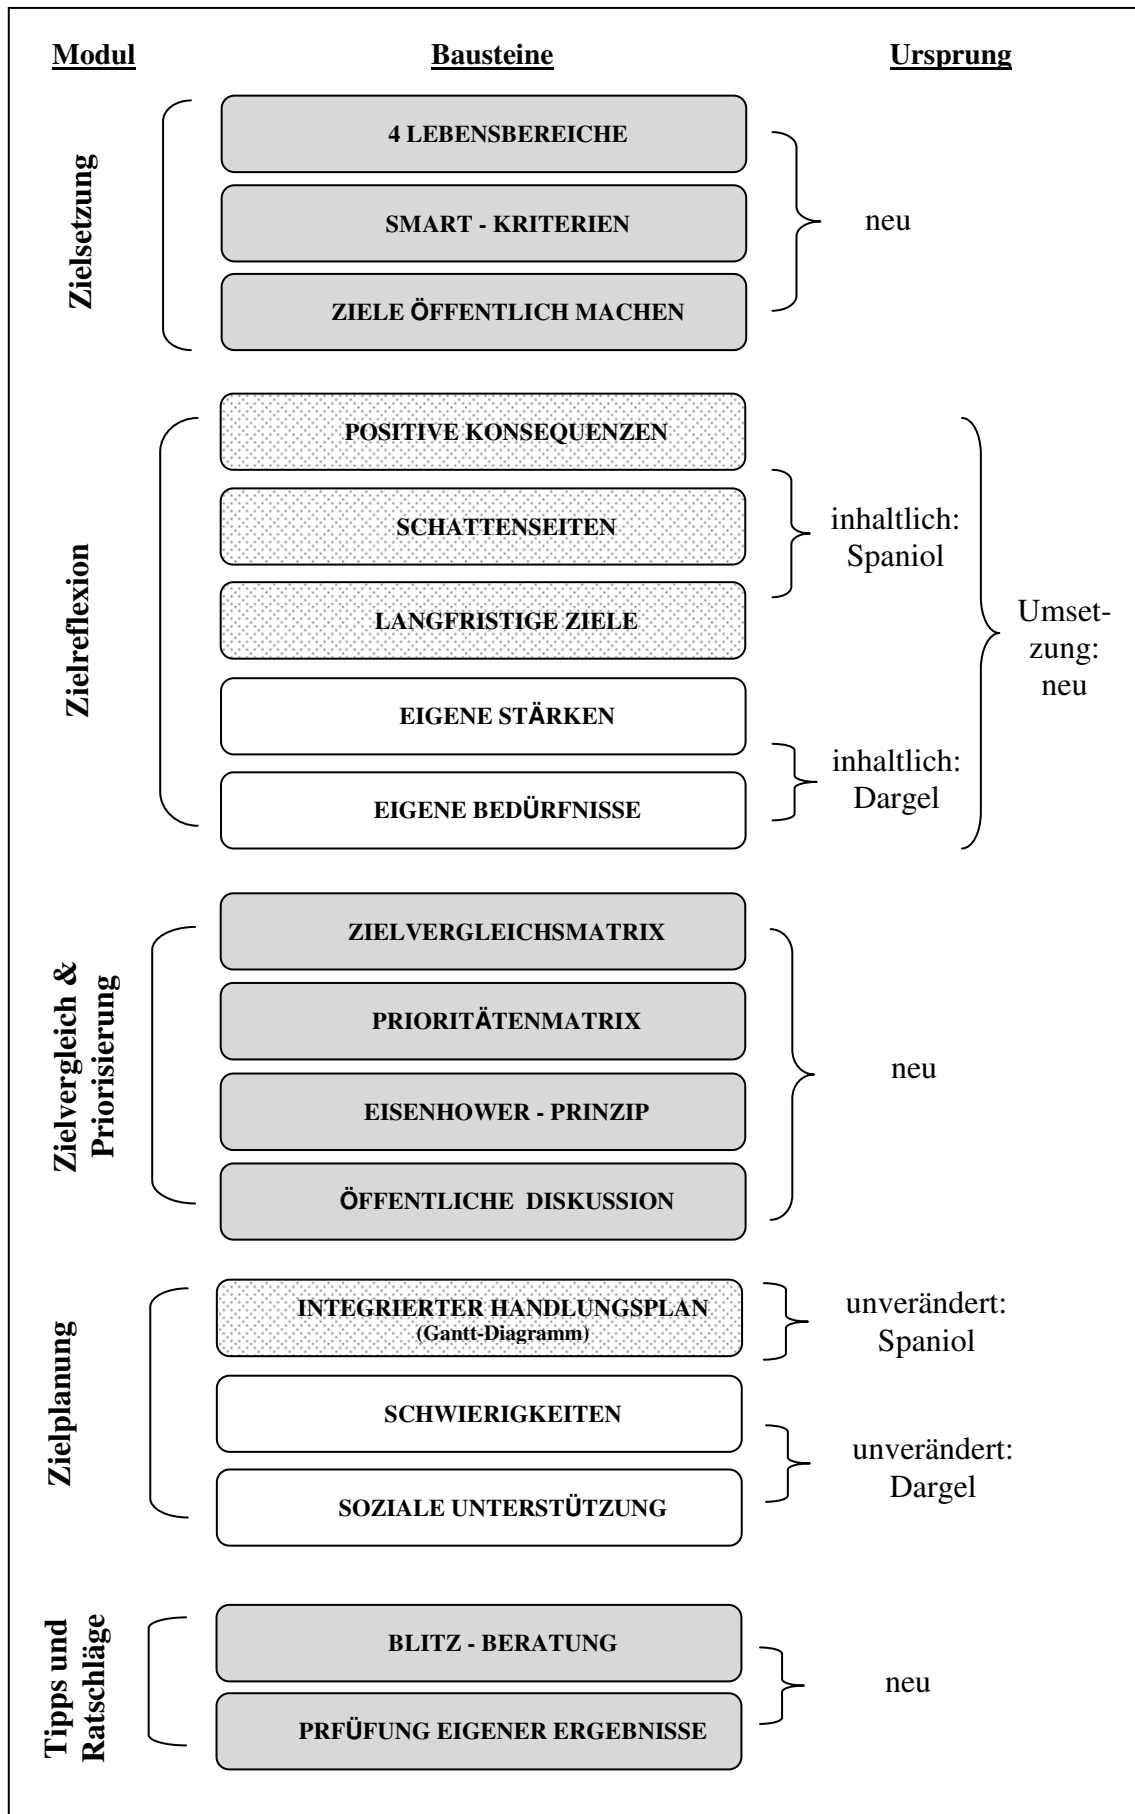 Modul Bausteine Ursprung
Zielsetzung
4 LEBENSBEREICHE
SMART - KRITERIEN
ZIELE ÖFFENTLICH MACHEN
neu
Zielreflexion
POSITIVE KONSEQUENZEN
SCHATTENSEITEN
LANGFRISTIGE ZIELE
EIGENE STÄRKEN
EIGENE BEDÜRFNISSE
inhaltlich:
Spaniol
inhaltlich:
Dargel
Umset-
zung:
neu
Zielvergleich &
Priorisierung
ZIELVERGLEICHSMATRIX
PRIORITÄTENMATRIX
EISENHOWER - PRINZIP
ÖFFENTLICHE DISKUSSION
neu
Zielplanung
INTEGRIERTER HANDLUNGSPLAN
(Gantt-Diagramm)
SCHWIERIGKEITEN
SOZIALE UNTERSTÜTZUNG
unverändert:
Spaniol
unverändert:
Dargel
Tipps und
Ratschläge
BLITZ - BERATUNG
PRFÜFUNG EIGENER ERGEBNISSE
neu